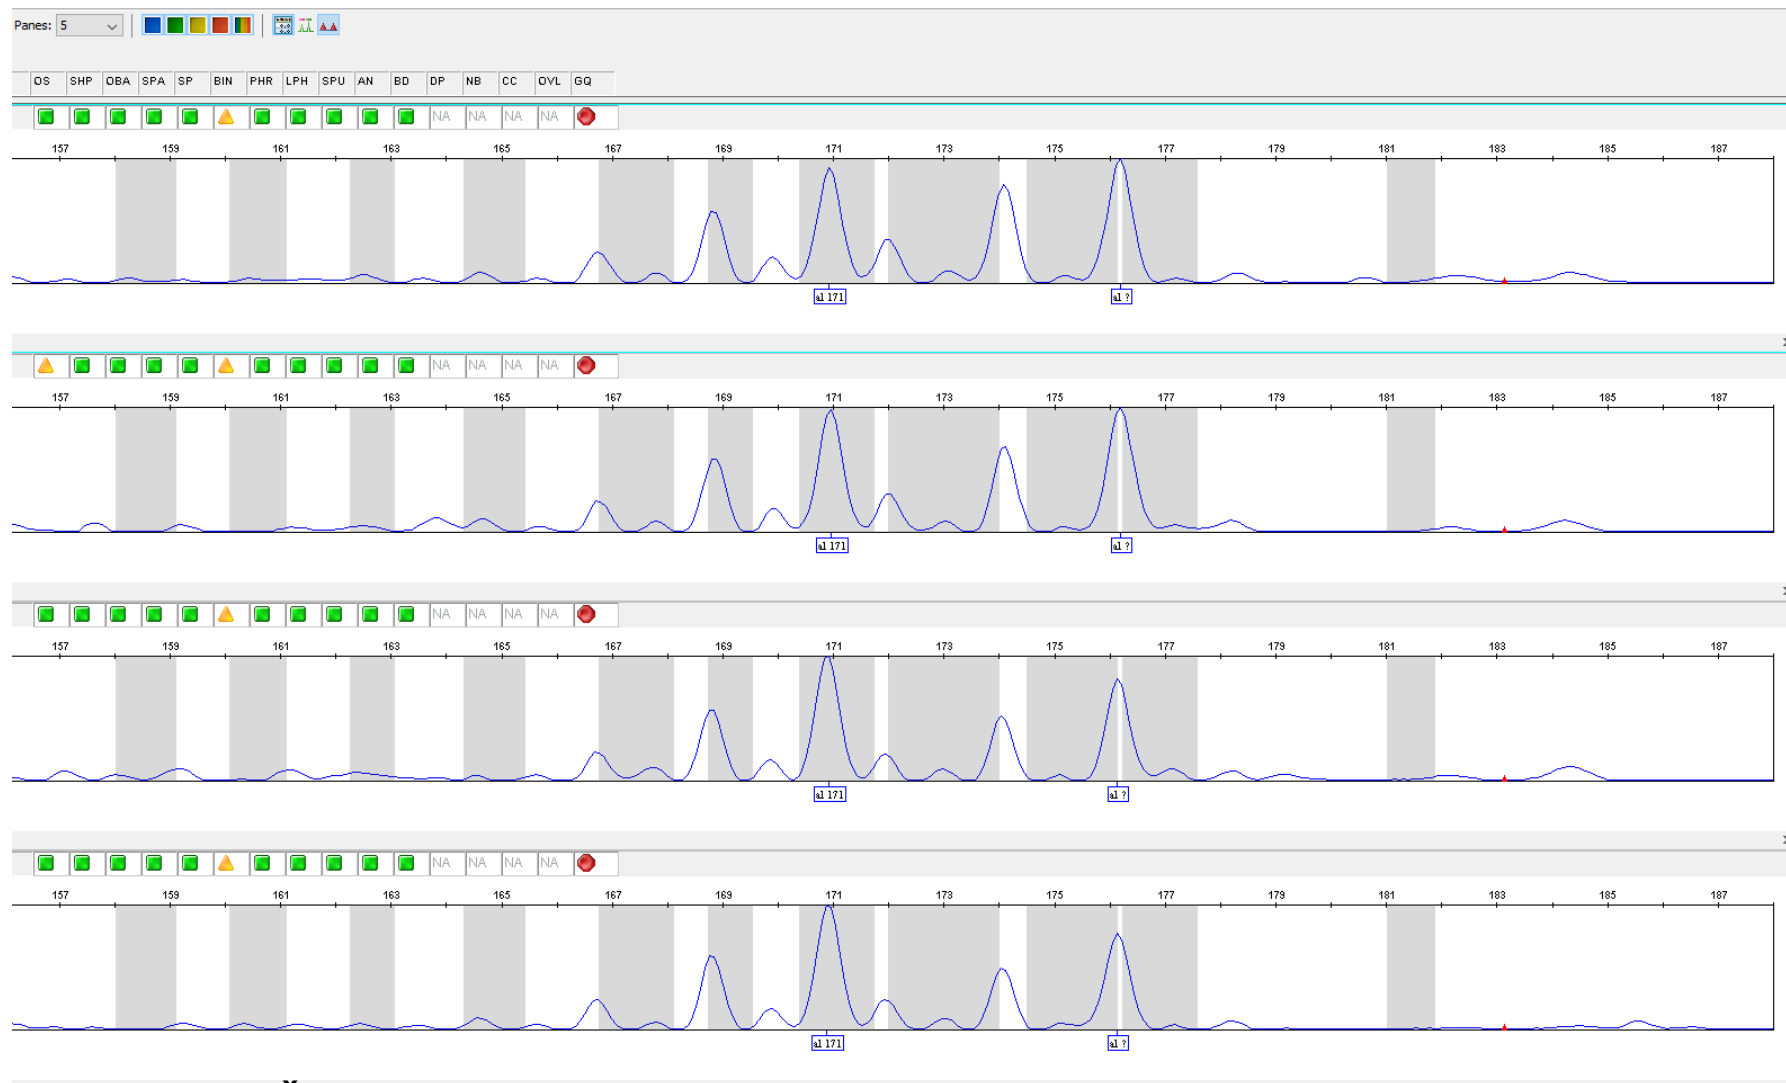 Panes: 5
OS SHP OBA SPA SP BIN PHR LPH SPU AN BD DP NB CC OVL GQ
NA NA NA NA
157 159 161 163 165 167 169 171 173 175 177 179 181 183 185 187
al 171 al ?
NA NA NA NA
157 159 161 163 165 167 169 171 173 175 177 179 181 183 185 187
al 171 al ?
NA NA NA NA
157 159 161 163 165 167 169 171 173 175 177 179 181 183 185 187
al 171 al ?
NA NA NA NA
157 159 161 163 165 167 169 171 173 175 177 179 181 183 185 187
al 171 al ?